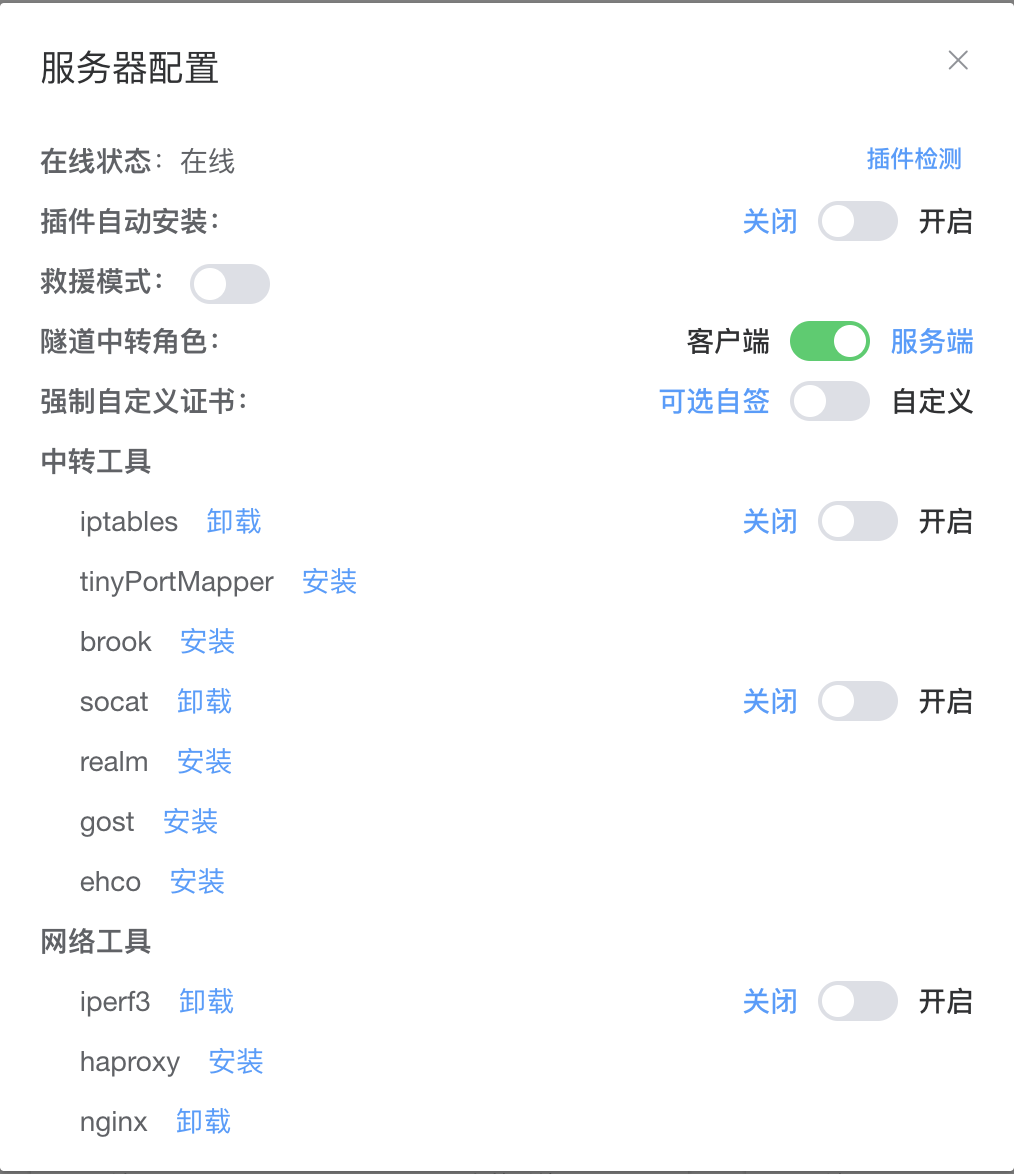 服务器配置
在线状态：在线 插件检测
插件自动安装： 关闭 开启
救援模式：
隧道中转角色： 客户端 服务端
强制自定义证书： 可选自签 自定义
中转工具
iptables 卸载 关闭 开启
tinyPortMapper 安装
brook 安装
socat 卸载 关闭 开启
realm 安装
gost 安装
ehco 安装
网络工具
iperf3 卸载 关闭 开启
haproxy 安装
nginx 卸载